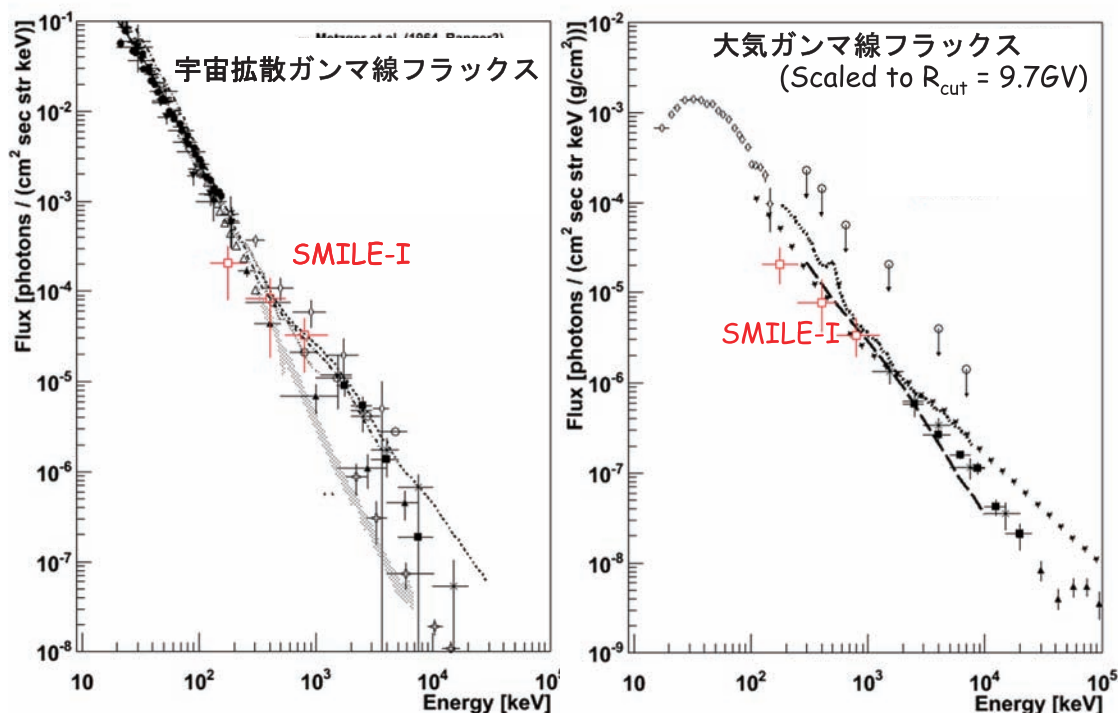 Flux [photons / (cm² sec str keV)]
10⁻¹
10⁻²
10⁻³
10⁻⁴
10⁻⁵
10⁻⁶
10⁻⁷
10⁻⁸
宇宙拡散ガンマ線フラックス
SMILE-I
10
10²
10³
10⁴
10⁵
Energy [keV]
Flux [photons / (cm² sec str keV (g/cm²))]
10⁻²
10⁻³
10⁻⁴
10⁻⁵
10⁻⁶
10⁻⁷
10⁻⁸
10⁻⁹
大気ガンマ線フラックス
(Scaled to Rcut = 9.7GV)
SMILE-I
10
10²
10³
10⁴
10⁵
Energy [keV]